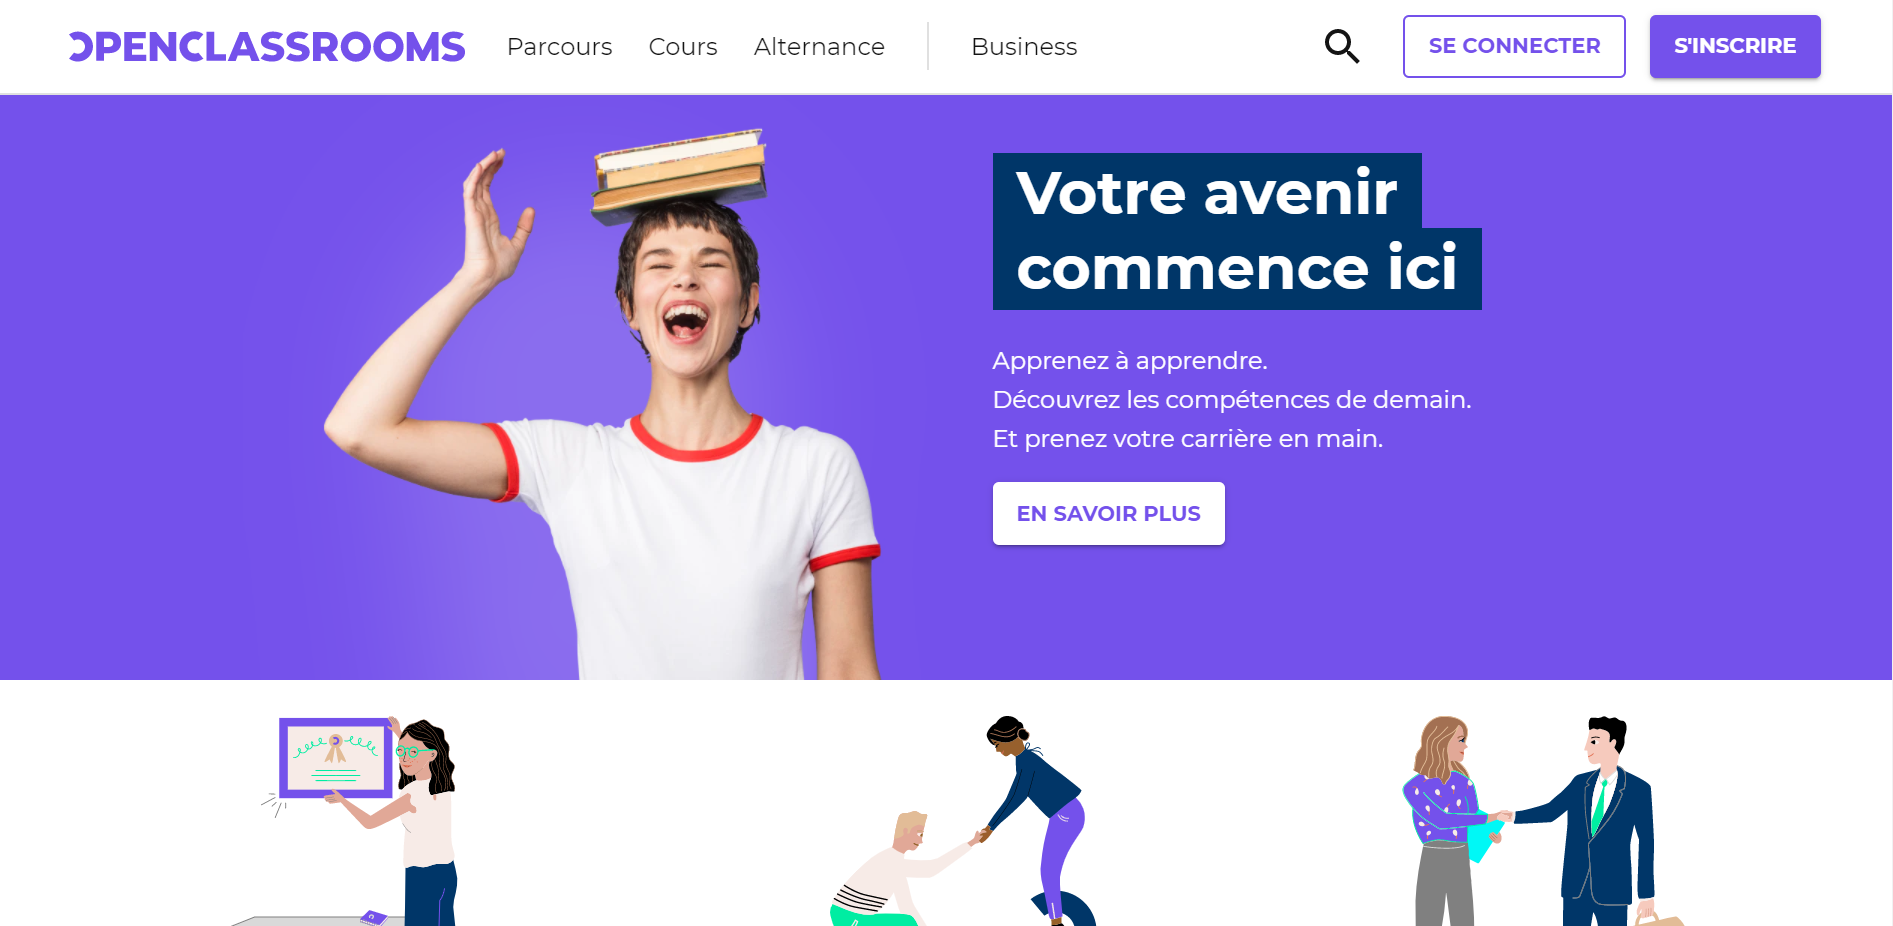 OPENCLASSROOMS
Parcours
Cours
Alternance
Business
SE CONNECTER
S'INSCRIRE
Votre avenir
commence ici
Apprenez à apprendre.
Découvrez les compétences de demain.
Et prenez votre carrière en main.
EN SAVOIR PLUS